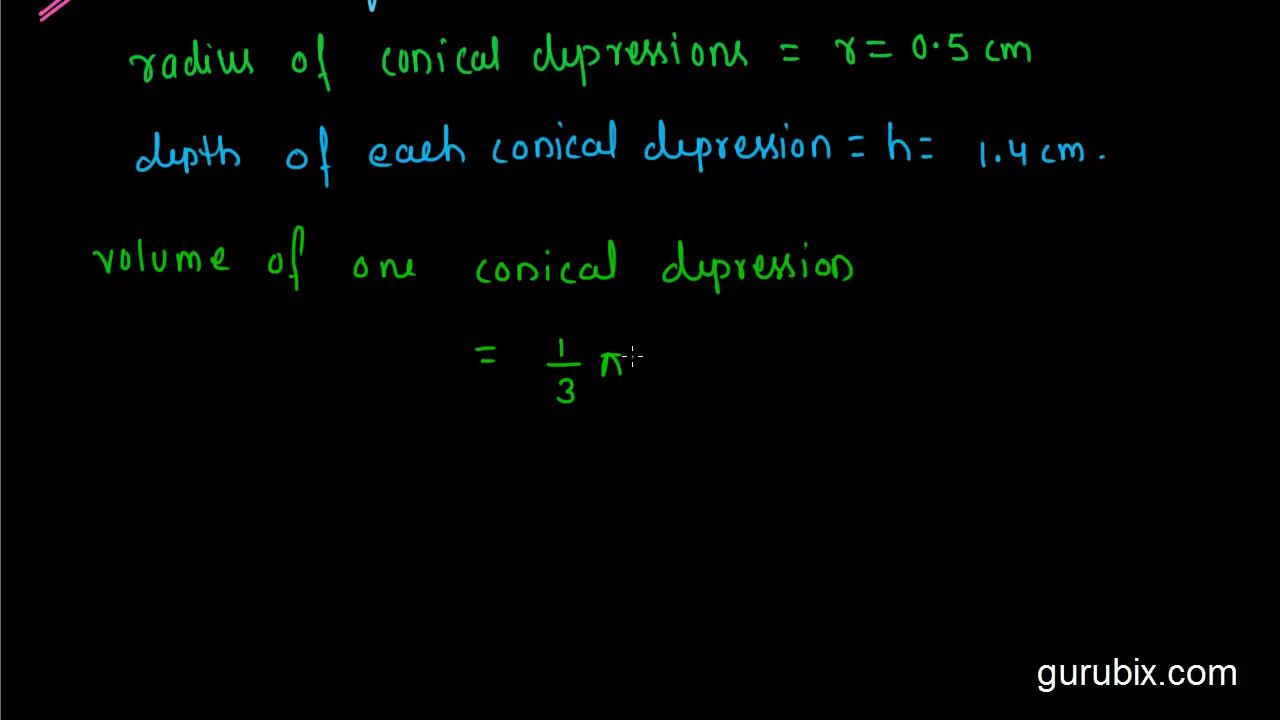 radius of conical depressions = r = 0.5 cm
depth of each conical depression = h = 1.4 cm.
volume of one conical depression
= 1/3 π
gurubix.com